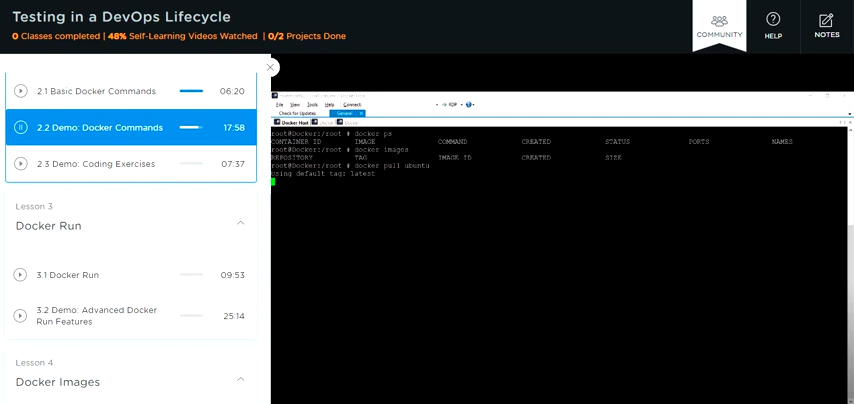 Testing in a DevOps Lifecycle
0 Classes completed | 48% Self-Learning Videos Watched | 0/2 Projects Done
COMMUNITY
HELP
NOTES
2.1 Basic Docker Commands 06:20
2.2 Demo: Docker Commands 17:58
2.3 Demo: Coding Exercises 07:37
Lesson 3
Docker Run
3.1 Docker Run 09:53
3.2 Demo: Advanced Docker
Run Features 25:14
Lesson 4
Docker Images
File View Tools Help Connect: RDP
Check for Updates General
Docker Host
root@Docker:/root # docker ps
CONTAINER ID IMAGE COMMAND CREATED STATUS PORTS NAMES
root@Docker:/root # docker images
REPOSITORY TAG IMAGE ID CREATED SIZE
root@Docker:/root # docker pull ubuntu
Using default tag: latest